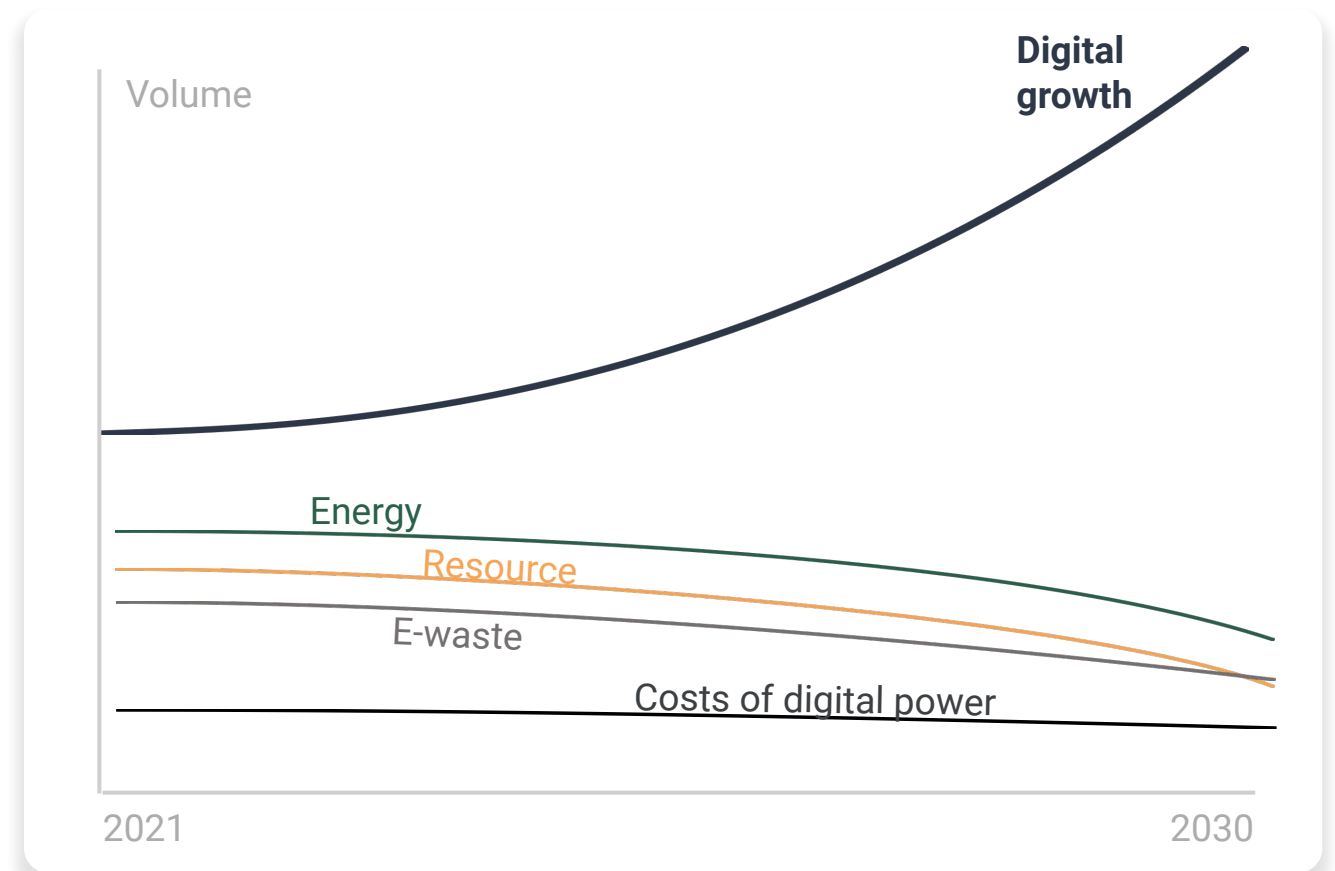 Digital
growth
Volume
Energy
Resource
E-waste
Costs of digital power
2021
2030